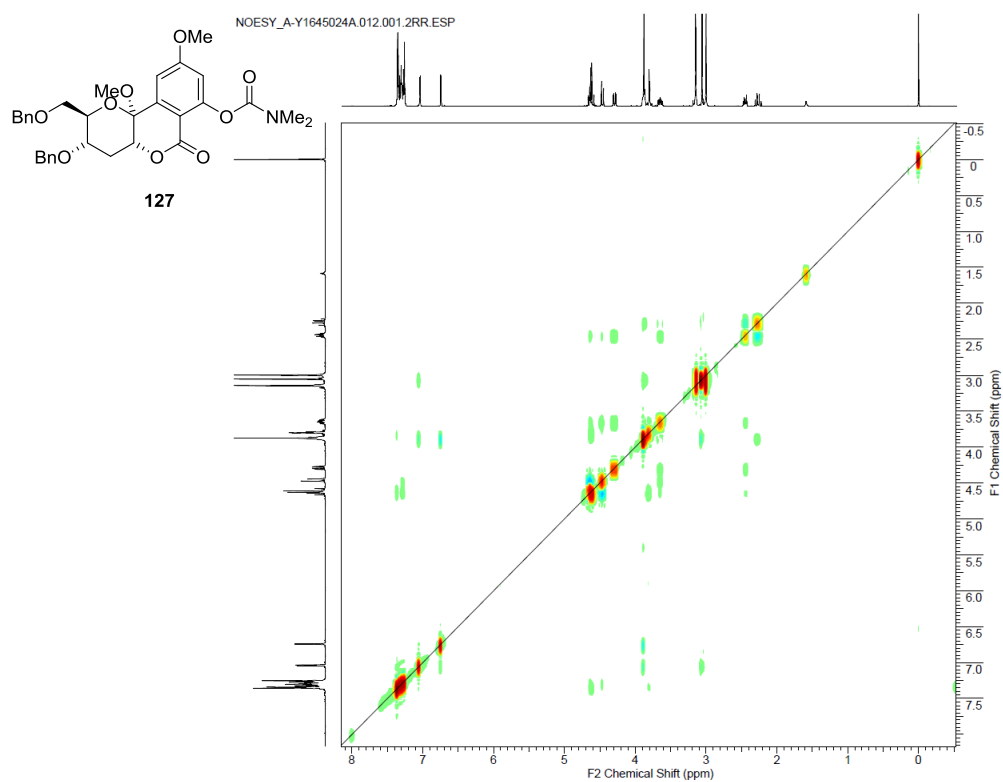 NOESY_A-Y1645024A.012.001.2RR.ESP
OMe
MeO
O
O
BnO
O
NMe2
BnO
O
O
127
-0.5
0
0.5
1.0
1.5
2.0
2.5
3.0
3.5
4.0
4.5
5.0
5.5
6.0
6.5
7.0
7.5
F1 Chemical Shift (ppm)
8 7 6 5 4 3 2 1 0
F2 Chemical Shift (ppm)